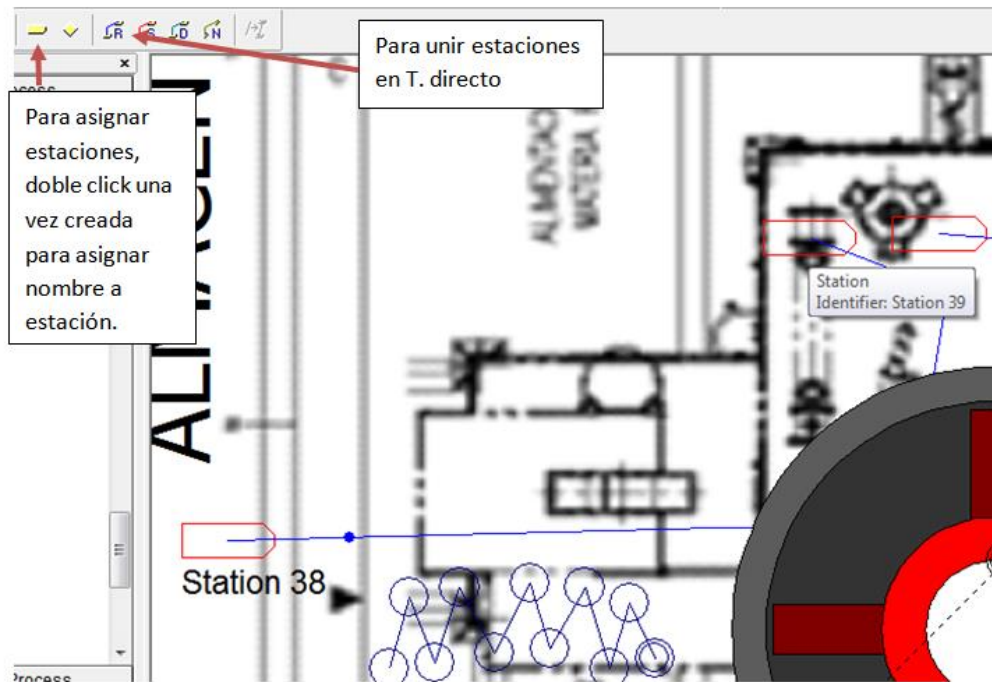 R
S
D
N
Para unir estaciones
en T. directo
Para asignar
estaciones,
doble click una
vez creada
para asignar
nombre a
estación.
Station
Identifier: Station 39
Station 38